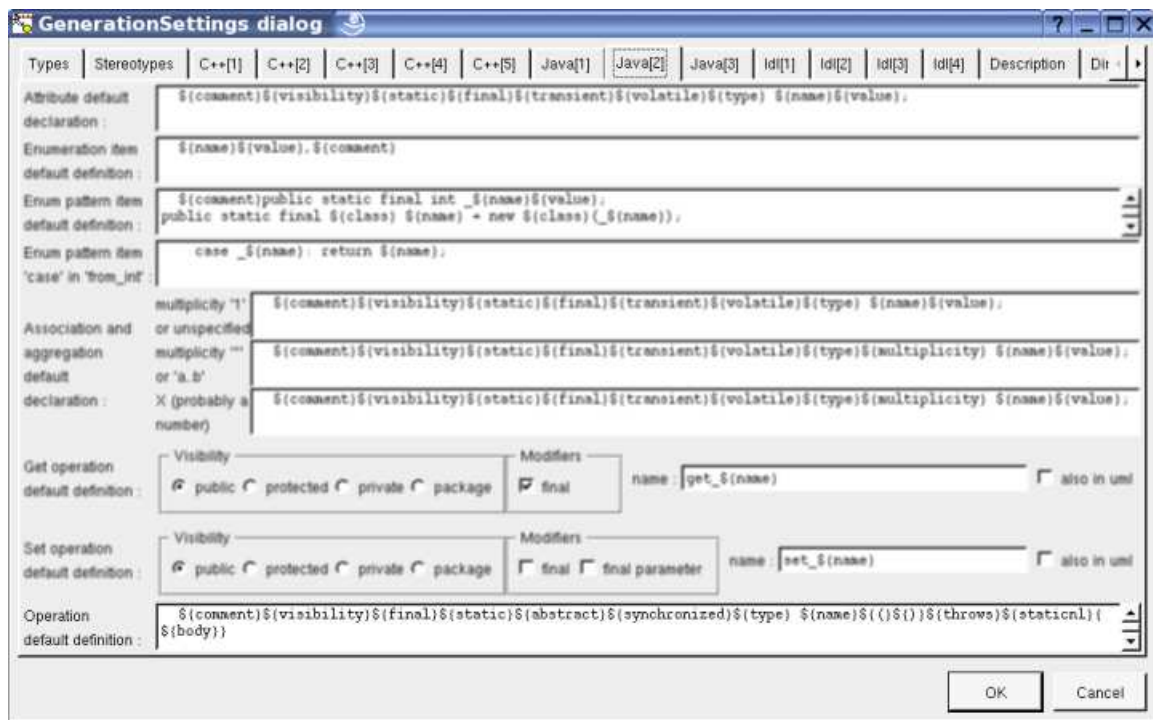 GenerationSettings dialog
Types Stereotypes C++[1] C++[2] C++[3] C++[4] C++[5] Java[1] Java[2] Java[3] Idl[1] Idl[2] Idl[3] Idl[4] Description Dir
Attribute default
declaration :
${comment}${visibility}${static}${final}${transient}${volatile}${type} ${name}${value};
Enumeration item
default definition :
${name}${value},${comment}
Enum pattern item
default definition :
${comment}public static final int _${name}${value};
public static final ${class} ${name} = new ${class}(_${name});
Enum pattern item
'case' in 'from_int' :
case _${name}: return ${name};
Association and
aggregation
default
declaration :
multiplicity '1'
or unspecified
${comment}${visibility}${static}${final}${transient}${volatile}${type} ${name}${value};
multiplicity '*'
or 'a..b'
${comment}${visibility}${static}${final}${transient}${volatile}${type}${multiplicity} ${name}${value};
X (probably a
number)
${comment}${visibility}${static}${final}${transient}${volatile}${type}${multiplicity} ${name}${value};
Get operation
default definition :
Visibility
public protected private package
Modifiers
final
name : get_${name}
also in uml
Set operation
default definition :
Visibility
public protected private package
Modifiers
final final parameter
name : set_${name}
also in uml
Operation
default definition :
${comment}${visibility}${final}${static}${abstract}${synchronized}${type} ${name}${(}${)}${throws}${staticnl}{
${body}}
OK Cancel